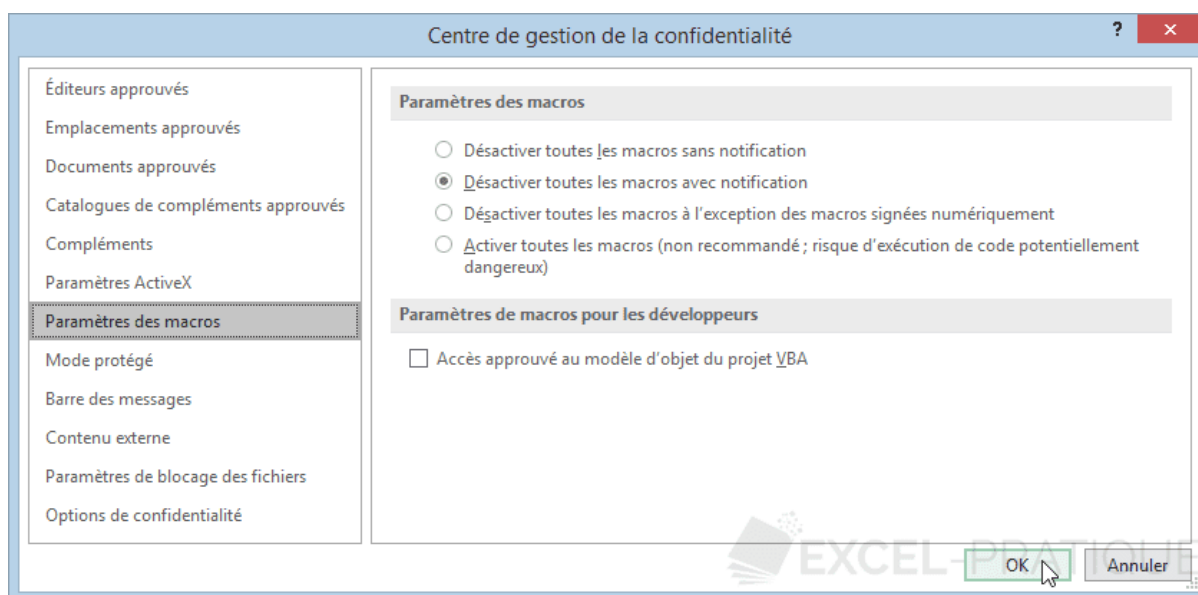 Centre de gestion de la confidentialité
?
Éditeurs approuvés
Emplacements approuvés
Documents approuvés
Catalogues de compléments approuvés
Compléments
Paramètres ActiveX
Paramètres des macros
Mode protégé
Barre des messages
Contenu externe
Paramètres de blocage des fichiers
Options de confidentialité
Paramètres des macros
Désactiver toutes les macros sans notification
Désactiver toutes les macros avec notification
Désactiver toutes les macros à l'exception des macros signées numériquement
Activer toutes les macros (non recommandé ; risque d'exécution de code potentiellement
dangereux)
Paramètres de macros pour les développeurs
Accès approuvé au modèle d'objet du projet VBA
EXCEL-PRATIQUE
OK
Annuler